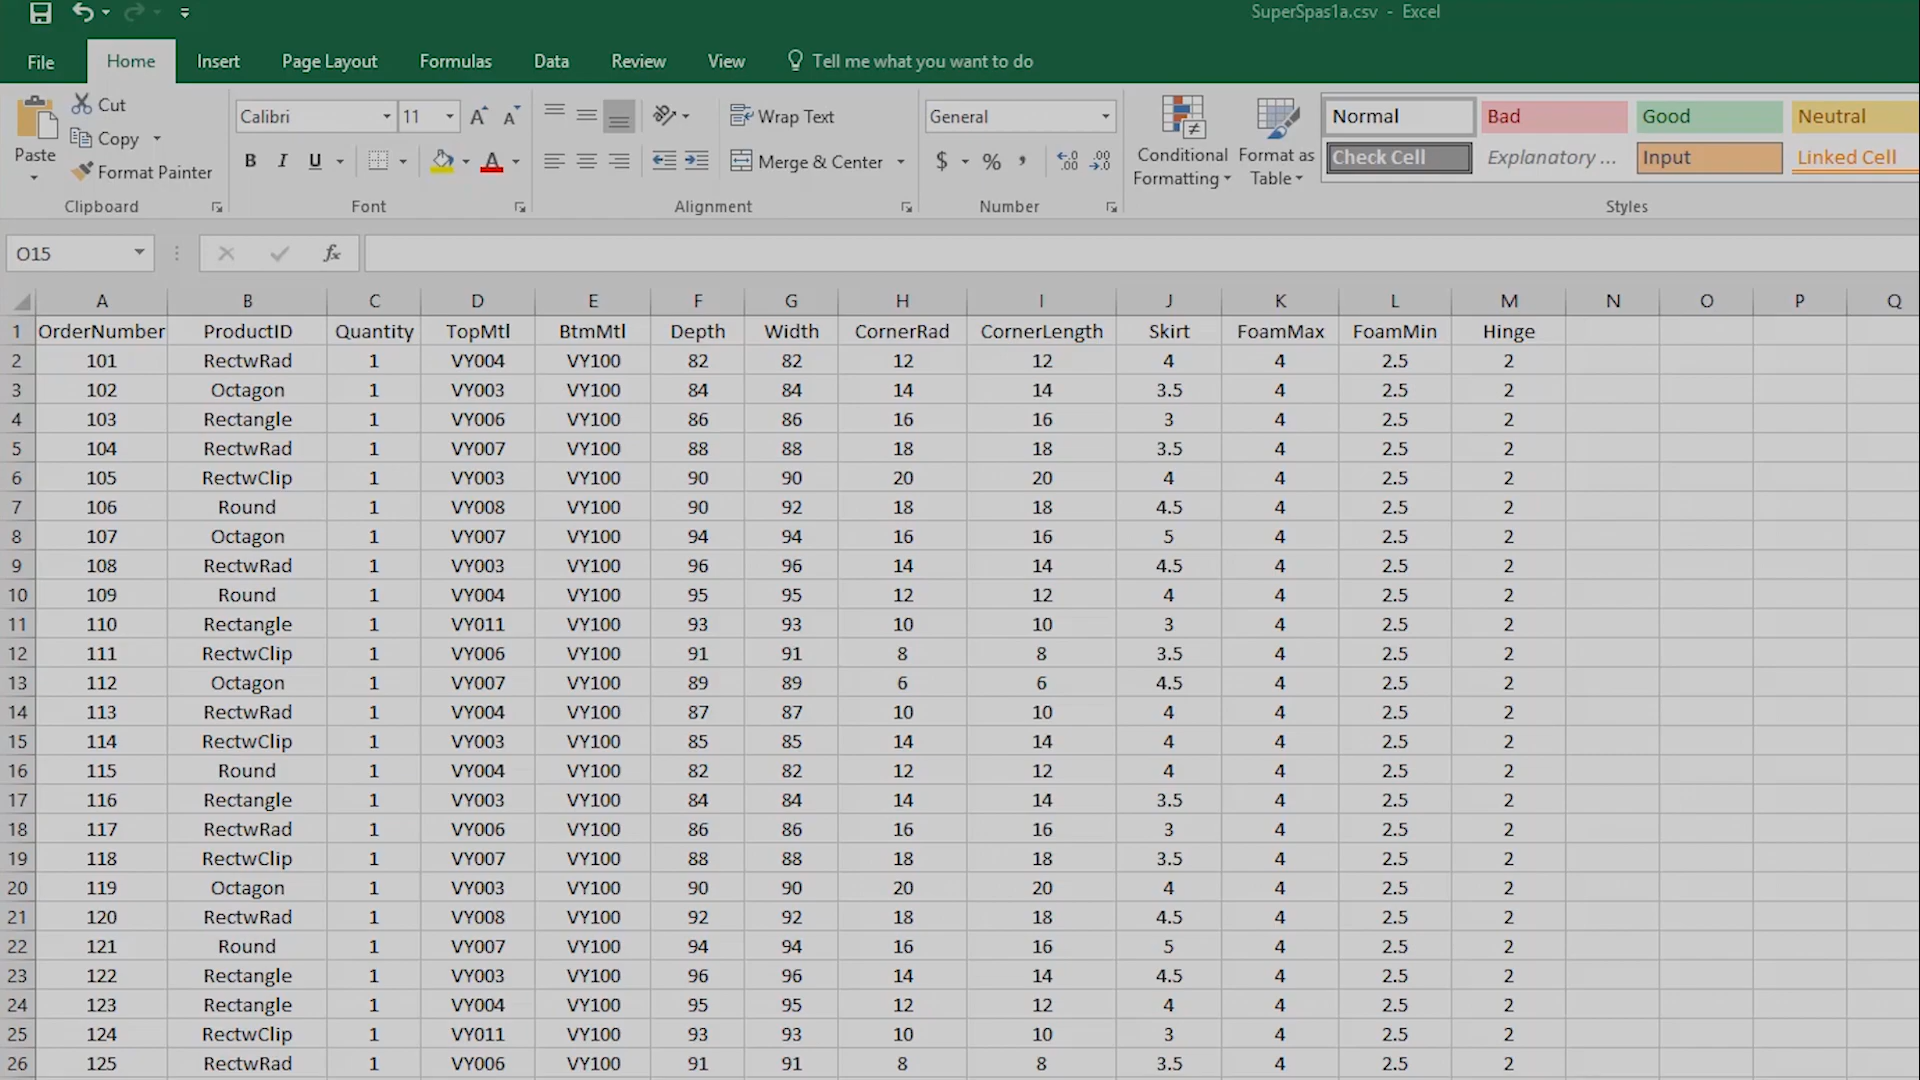 SuperSpas1a.csv - Excel
File Home Insert Page Layout Formulas Data Review View Tell me what you want to do
Paste
Cut
Copy
Format Painter
Clipboard
Calibri 11
B I U
Font
Wrap Text
Merge & Center
Alignment
General
$ % ,
Number
Conditional Formatting
Format as Table
Normal Bad Good Neutral
Check Cell Explanatory ... Input Linked Cell
Styles
O15 fx
A B C D E F G H I J K L M N O P Q
1 OrderNumber ProductID Quantity TopMtl BtmMtl Depth Width CornerRad CornerLength Skirt FoamMax FoamMin Hinge
2 101 RectwRad 1 VY004 VY100 82 82 12 12 4 4 2.5 2
3 102 Octagon 1 VY003 VY100 84 84 14 14 3.5 4 2.5 2
4 103 Rectangle 1 VY006 VY100 86 86 16 16 3 4 2.5 2
5 104 RectwRad 1 VY007 VY100 88 88 18 18 3.5 4 2.5 2
6 105 RectwClip 1 VY003 VY100 90 90 20 20 4 4 2.5 2
7 106 Round 1 VY008 VY100 90 92 18 18 4.5 4 2.5 2
8 107 Octagon 1 VY007 VY100 94 94 16 16 5 4 2.5 2
9 108 RectwRad 1 VY003 VY100 96 96 14 14 4.5 4 2.5 2
10 109 Round 1 VY004 VY100 95 95 12 12 4 4 2.5 2
11 110 Rectangle 1 VY011 VY100 93 93 10 10 3 4 2.5 2
12 111 RectwClip 1 VY006 VY100 91 91 8 8 3.5 4 2.5 2
13 112 Octagon 1 VY007 VY100 89 89 6 6 4.5 4 2.5 2
14 113 RectwRad 1 VY004 VY100 87 87 10 10 4 4 2.5 2
15 114 RectwClip 1 VY003 VY100 85 85 14 14 4 4 2.5 2
16 115 Round 1 VY004 VY100 82 82 12 12 4 4 2.5 2
17 116 Rectangle 1 VY003 VY100 84 84 14 14 3.5 4 2.5 2
18 117 RectwRad 1 VY006 VY100 86 86 16 16 3 4 2.5 2
19 118 RectwClip 1 VY007 VY100 88 88 18 18 3.5 4 2.5 2
20 119 Octagon 1 VY003 VY100 90 90 20 20 4 4 2.5 2
21 120 RectwRad 1 VY008 VY100 92 92 18 18 4.5 4 2.5 2
22 121 Round 1 VY007 VY100 94 94 16 16 5 4 2.5 2
23 122 Rectangle 1 VY003 VY100 96 96 14 14 4.5 4 2.5 2
24 123 Rectangle 1 VY004 VY100 95 95 12 12 4 4 2.5 2
25 124 RectwClip 1 VY011 VY100 93 93 10 10 3 4 2.5 2
26 125 RectwRad 1 VY006 VY100 91 91 8 8 3.5 4 2.5 2